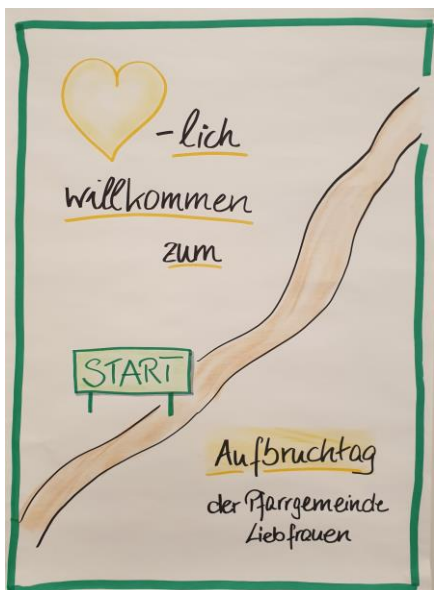 -lich
willkommen
zum
START
Aufbruchtag
der Pfarrgemeinde
Liebfrauen